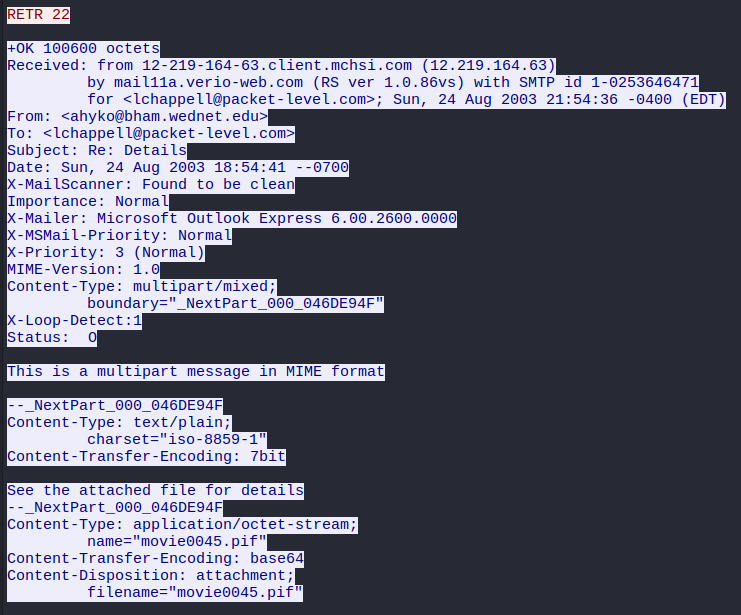 RETR 22
+OK 100600 octets
Received: from 12-219-164-63.client.mchsi.com (12.219.164.63)
by mail11a.verio-web.com (RS ver 1.0.86vs) with SMTP id 1-0253646471
for <lchappell@packet-level.com>; Sun, 24 Aug 2003 21:54:36 -0400 (EDT)
From: <ahyko@bham.wednet.edu>
To: <lchappell@packet-level.com>
Subject: Re: Details
Date: Sun, 24 Aug 2003 18:54:41 --0700
X-MailScanner: Found to be clean
Importance: Normal
X-Mailer: Microsoft Outlook Express 6.00.2600.0000
X-MSMail-Priority: Normal
X-Priority: 3 (Normal)
MIME-Version: 1.0
Content-Type: multipart/mixed;
boundary="_NextPart_000_046DE94F"
X-Loop-Detect:1
Status:  O
This is a multipart message in MIME format
--_NextPart_000_046DE94F
Content-Type: text/plain;
charset="iso-8859-1"
Content-Transfer-Encoding: 7bit
See the attached file for details
--_NextPart_000_046DE94F
Content-Type: application/octet-stream;
name="movie0045.pif"
Content-Transfer-Encoding: base64
Content-Disposition: attachment;
filename="movie0045.pif"